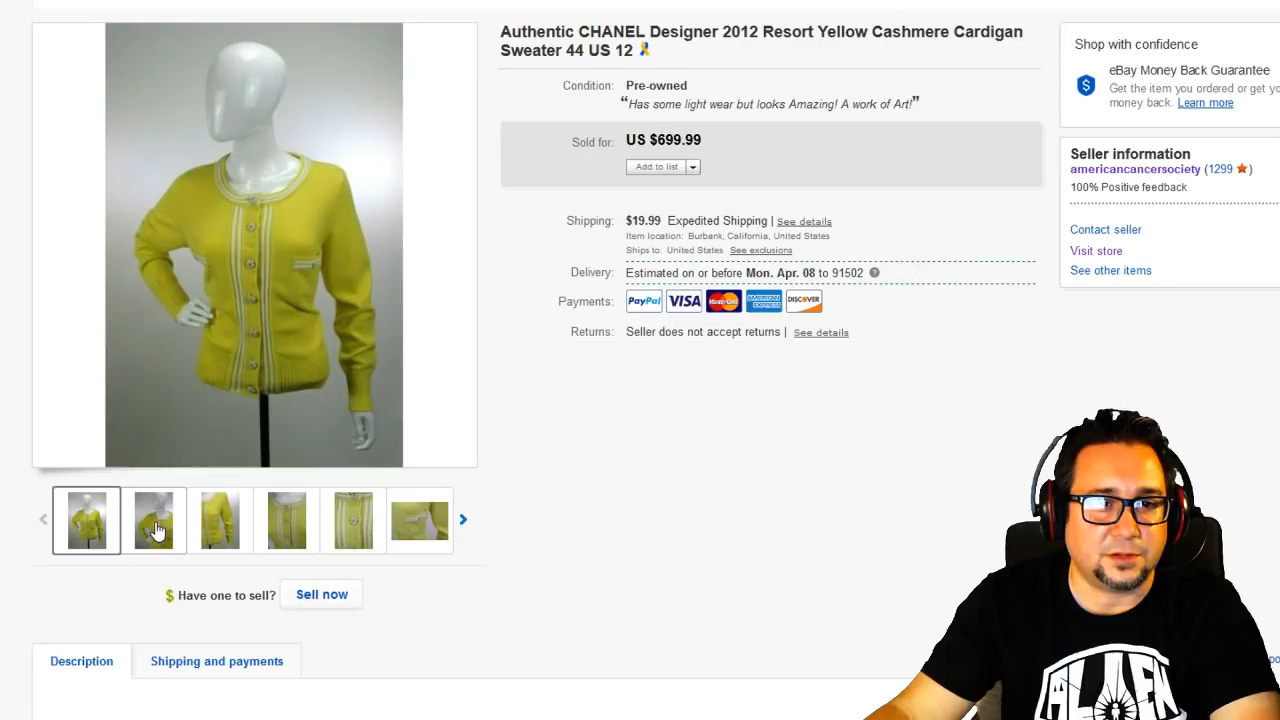 Authentic CHANEL Designer 2012 Resort Yellow Cashmere Cardigan
Sweater 44 US 12
Condition: Pre-owned
“Has some light wear but looks Amazing! A work of Art!”
Sold for: US $699.99
Add to list
Shipping: $19.99 Expedited Shipping | See details
Item location: Burbank, California, United States
Ships to: United States See exclusions
Delivery: Estimated on or before Mon. Apr. 08 to 91502
Payments: PayPal VISA MasterCard AMERICAN EXPRESS DISCOVER
Returns: Seller does not accept returns | See details
Shop with confidence
eBay Money Back Guarantee
Get the item you ordered or get yo
money back. Learn more
Seller information
americancancersociety (1299 )
100% Positive feedback
Contact seller
Visit store
See other items
$ Have one to sell? Sell now
Description
Shipping and payments
ALIEN